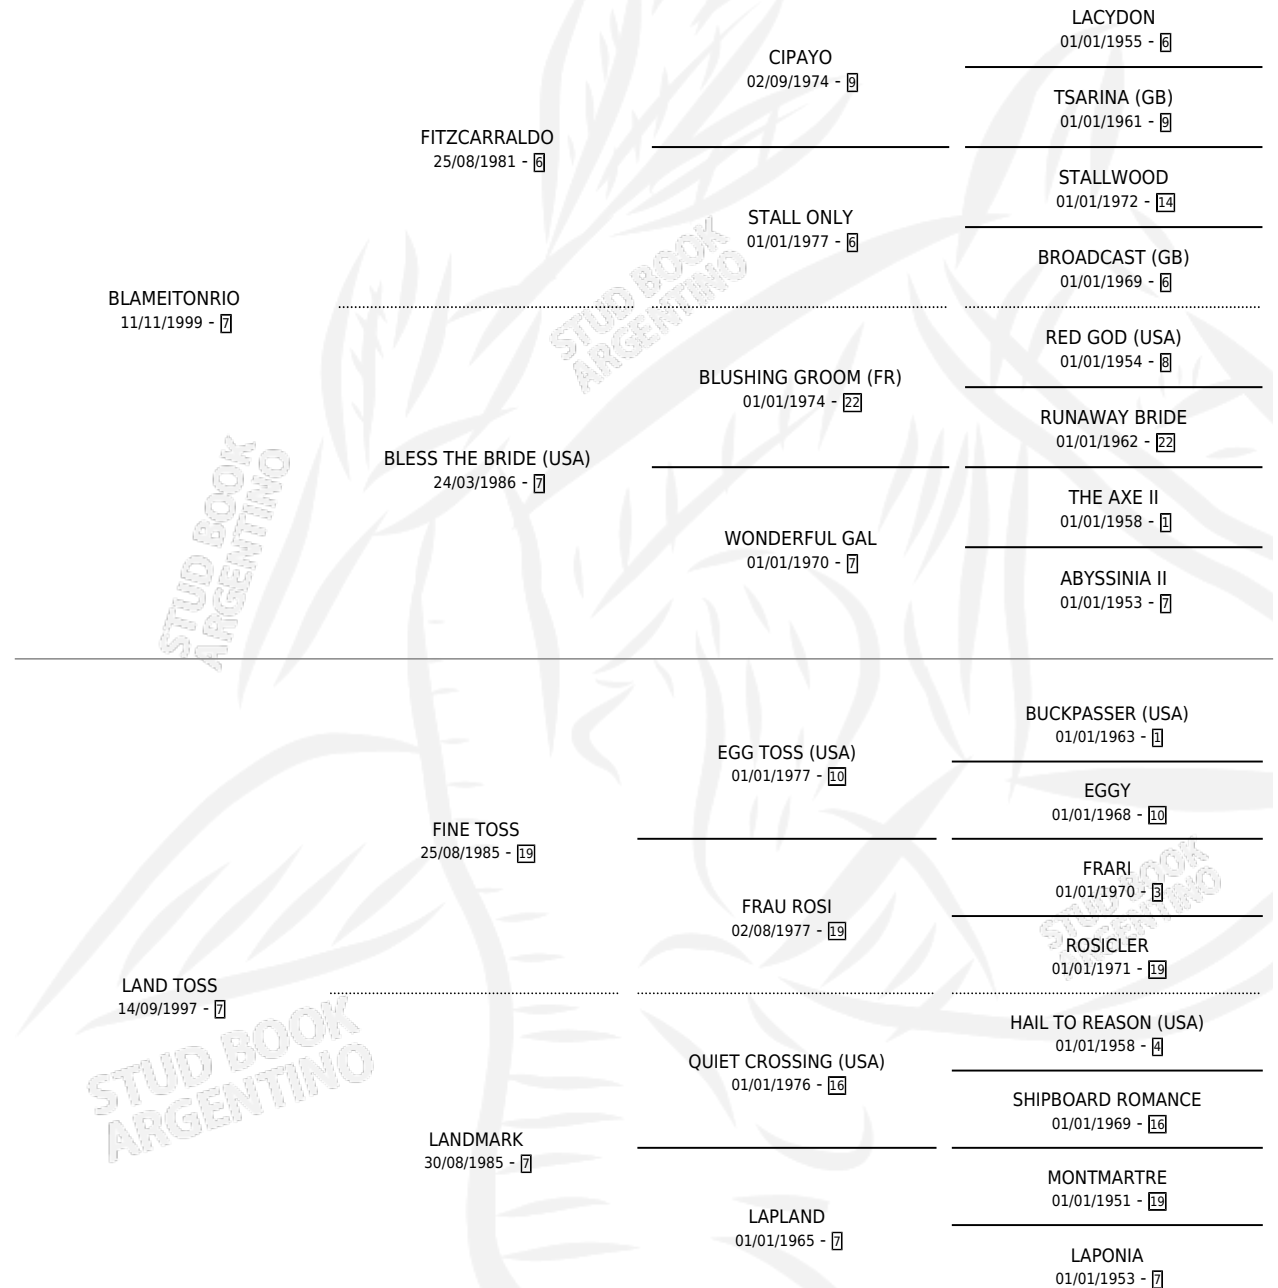 LACYDON
01/01/1955 - 6
CIPAYO
02/09/1974 - 9
TSARINA (GB)
01/01/1961 - 9
FITZCARRALDO
25/08/1981 - 6
STALLWOOD
01/01/1972 - 14
STALL ONLY
01/01/1977 - 6
BROADCAST (GB)
01/01/1969 - 6
BLAMEITONRIO
11/11/1999 - 7
STUD BOOK
ARGENTINO
RED GOD (USA)
01/01/1954 - 8
BLUSHING GROOM (FR)
01/01/1974 - 22
RUNAWAY BRIDE
01/01/1962 - 22
BLESS THE BRIDE (USA)
24/03/1986 - 7
THE AXE II
01/01/1958 - 1
WONDERFUL GAL
01/01/1970 - 7
STUD BOOK
ARGENTINO
ABYSSINIA II
01/01/1953 - 7
BUCKPASSER (USA)
01/01/1963 - 1
EGG TOSS (USA)
01/01/1977 - 10
EGGY
01/01/1968 - 10
FINE TOSS
25/08/1985 - 19
FRARI
01/01/1970 - 3
FRAU ROSI
02/08/1977 - 19
STUD BOOK
ARGENTINO
ROSICLER
01/01/1971 - 19
LAND TOSS
14/09/1997 - 7
HAIL TO REASON (USA)
01/01/1958 - 4
STUD BOOK
ARGENTINO
QUIET CROSSING (USA)
01/01/1976 - 16
SHIPBOARD ROMANCE
01/01/1969 - 16
LANDMARK
30/08/1985 - 7
MONTMARTRE
01/01/1951 - 19
LAPLAND
01/01/1965 - 7
LAPONIA
01/01/1953 - 7